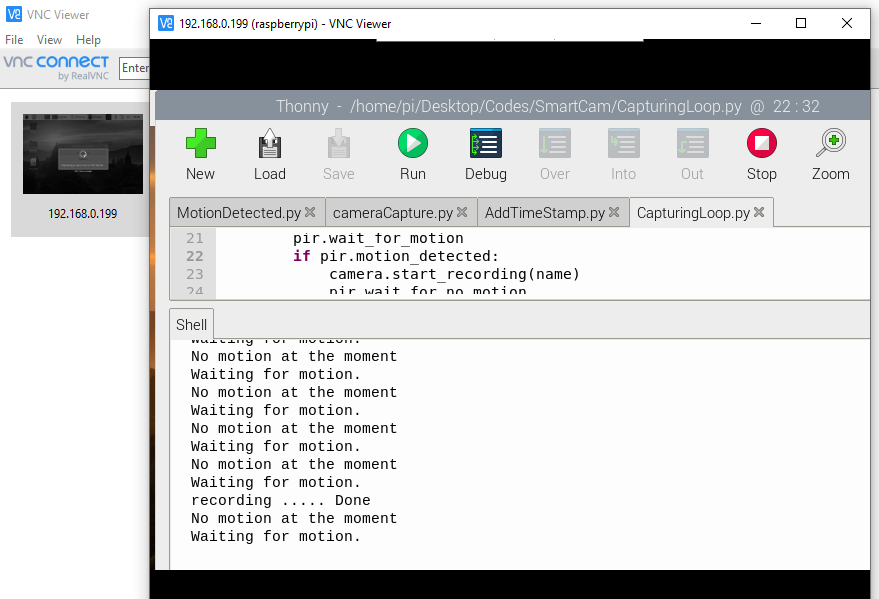 VNC Viewer
File View Help
vnc connect
by RealVNC
Enter
192.168.0.199
192.168.0.199 (raspberrypi) - VNC Viewer
Thonny - /home/pi/Desktop/Codes/SmartCam/CapturingLoop.py @ 22 : 32
New Load Save Run Debug Over Into Out Stop Zoom
MotionDetected.py cameraCapture.py AddTimeStamp.py CapturingLoop.py
21 pir.wait_for_motion
22 if pir.motion_detected:
23 camera.start_recording(name)
24 pir.wait_for_no_motion
Shell
Waiting for motion.
No motion at the moment
Waiting for motion.
No motion at the moment
Waiting for motion.
No motion at the moment
Waiting for motion.
No motion at the moment
Waiting for motion.
recording ..... Done
No motion at the moment
Waiting for motion.